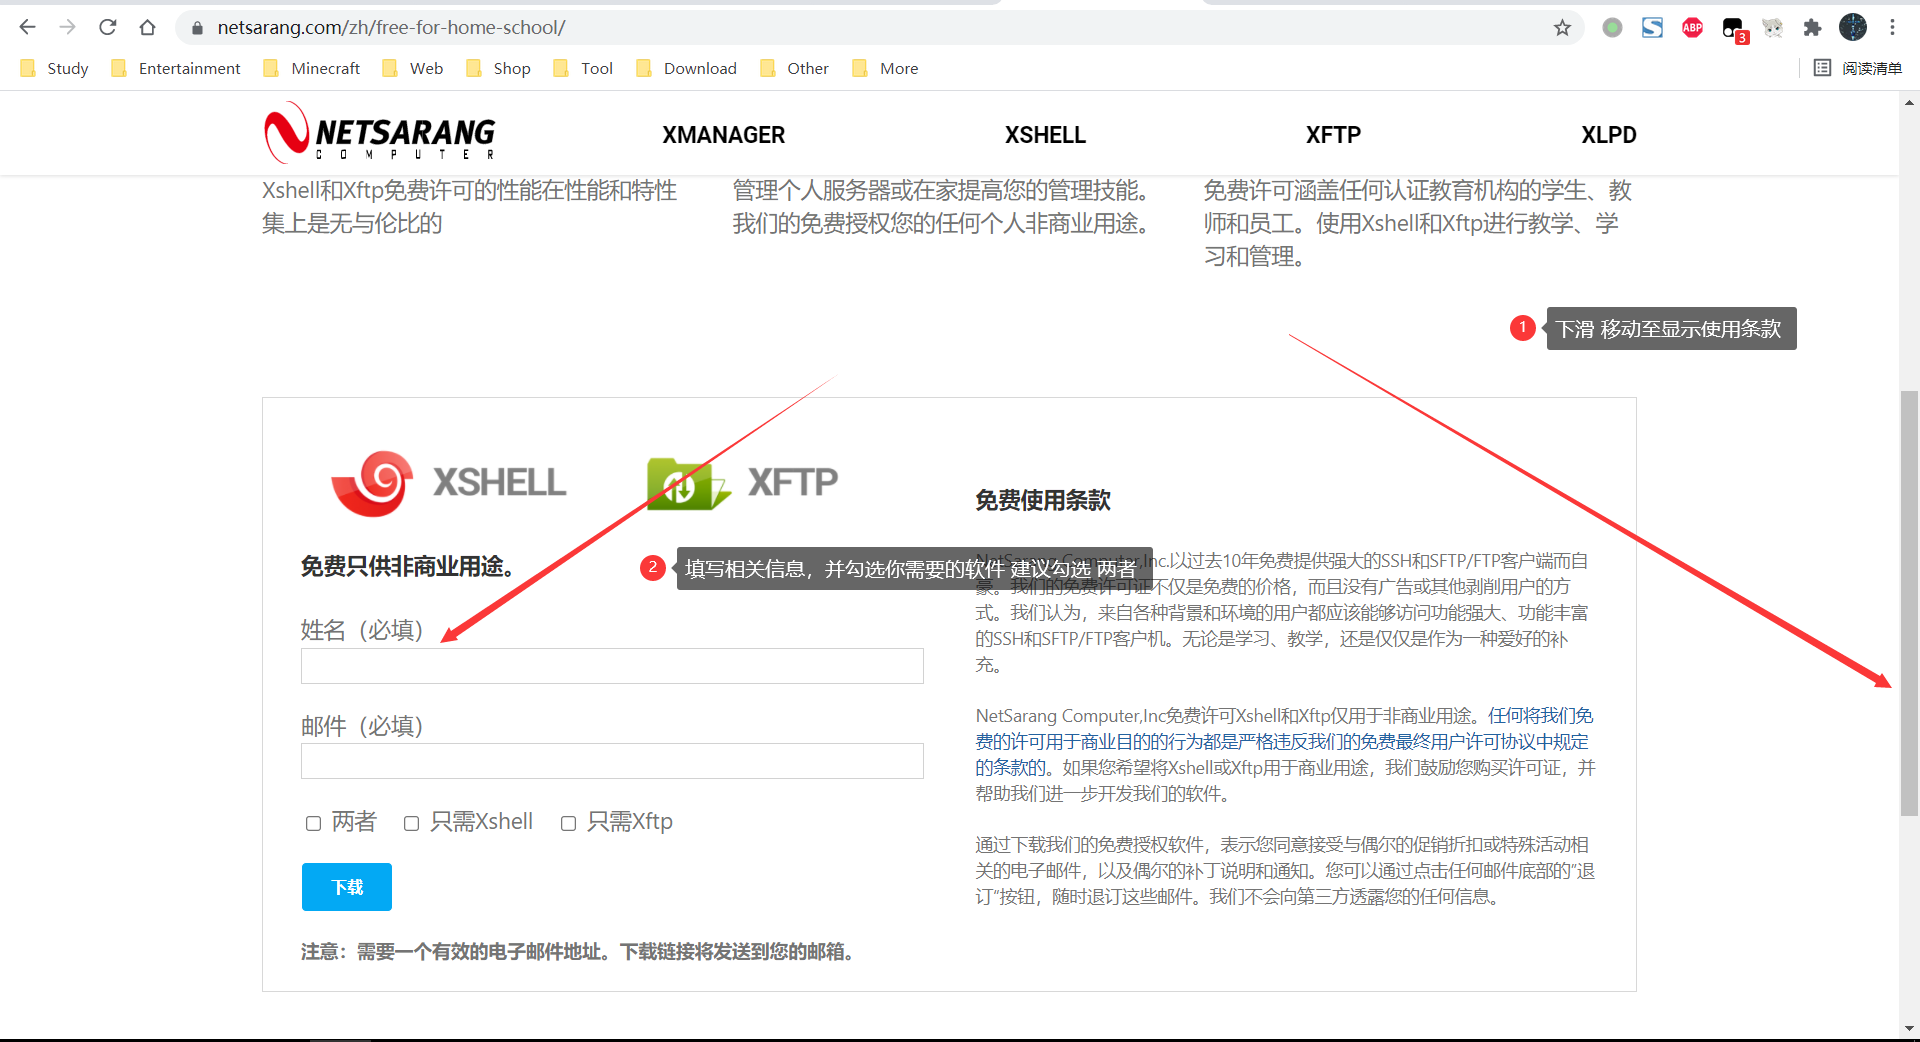 netsarang.com/zh/free-for-home-school/
ABP
3
Study Entertainment Minecraft Web Shop Tool Download Other More 阅读清单
NETSARANG
COMPUTER
XMANAGER XSHELL XFTP XLPD
Xshell和Xftp免费许可的性能在性能和特性
集上是无与伦比的
管理个人服务器或在家提高您的管理技能。
我们的免费授权您的任何个人非商业用途。
免费许可涵盖任何认证教育机构的学生、教
师和员工。使用Xshell和Xftp进行教学、学
习和管理。
1 下滑 移动至显示使用条款
XSHELL XFTP
免费只供非商业用途。
2 填写相关信息，并勾选你需要的软件 建议勾选 两者
姓名（必填）
邮件（必填）
两者 只需Xshell 只需Xftp
下载
注意：需要一个有效的电子邮件地址。下载链接将发送到您的邮箱。
免费使用条款
NetSarang Computer,Inc.以过去10年免费提供强大的SSH和SFTP/FTP客户端而自
豪。我们的免费许可证不仅是免费的价格，而且没有广告或其他剥削用户的方
式。我们认为，来自各种背景和环境的用户都应该能够访问功能强大、功能丰富
的SSH和SFTP/FTP客户机。无论是学习、教学，还是仅仅是作为一种爱好的补
充。
NetSarang Computer,Inc免费许可Xshell和Xftp仅用于非商业用途。任何将我们免
费的许可用于商业目的的行为都是严格违反我们的免费最终用户许可协议中规定
的条款的。如果您希望将Xshell或Xftp用于商业用途，我们鼓励您购买许可证，并
帮助我们进一步开发我们的软件。
通过下载我们的免费授权软件，表示您同意接受与偶尔的促销折扣或特殊活动相
关的电子邮件，以及偶尔的补丁说明和通知。您可以通过点击任何邮件底部的"退
订"按钮，随时退订这些邮件。我们不会向第三方透露您的任何信息。